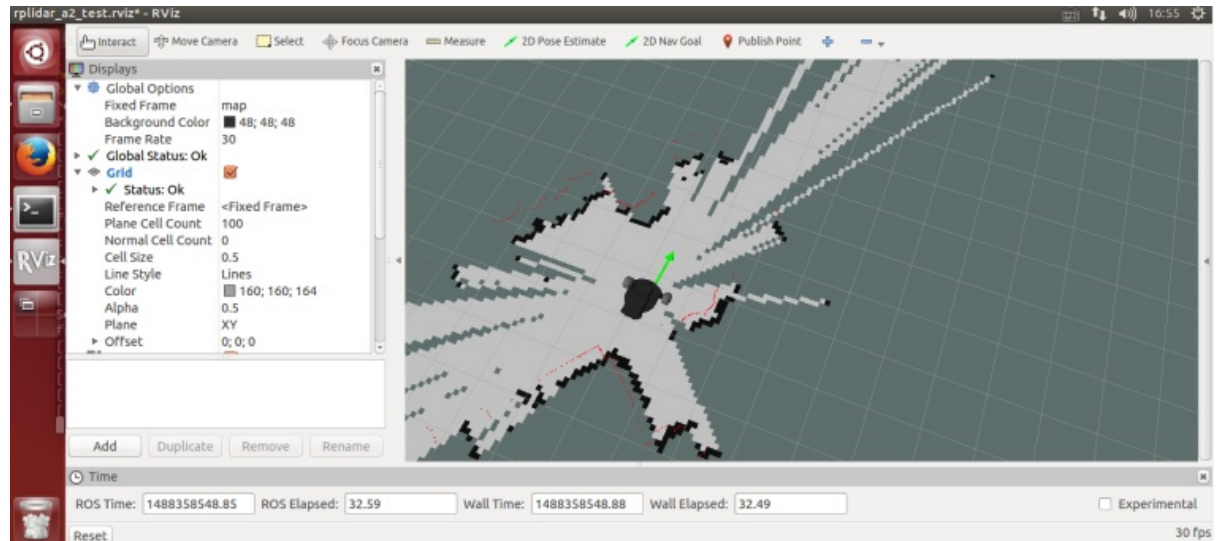 rplidar_a2_test.rviz* - RViz
16:55
Interact Move Camera Select Focus Camera Measure 2D Pose Estimate 2D Nav Goal Publish Point
Displays
Global Options
Fixed Frame map
Background Color 48; 48; 48
Frame Rate 30
Global Status: Ok
Grid
Status: Ok
Reference Frame <Fixed Frame>
Plane Cell Count 100
Normal Cell Count 0
Cell Size 0.5
Line Style Lines
Color 160; 160; 164
Alpha 0.5
Plane XY
Offset 0; 0; 0
RViz
Add Duplicate Remove Rename
Time
ROS Time: 1488358548.85 ROS Elapsed: 32.59 Wall Time: 1488358548.88 Wall Elapsed: 32.49 Experimental
Reset 30 fps